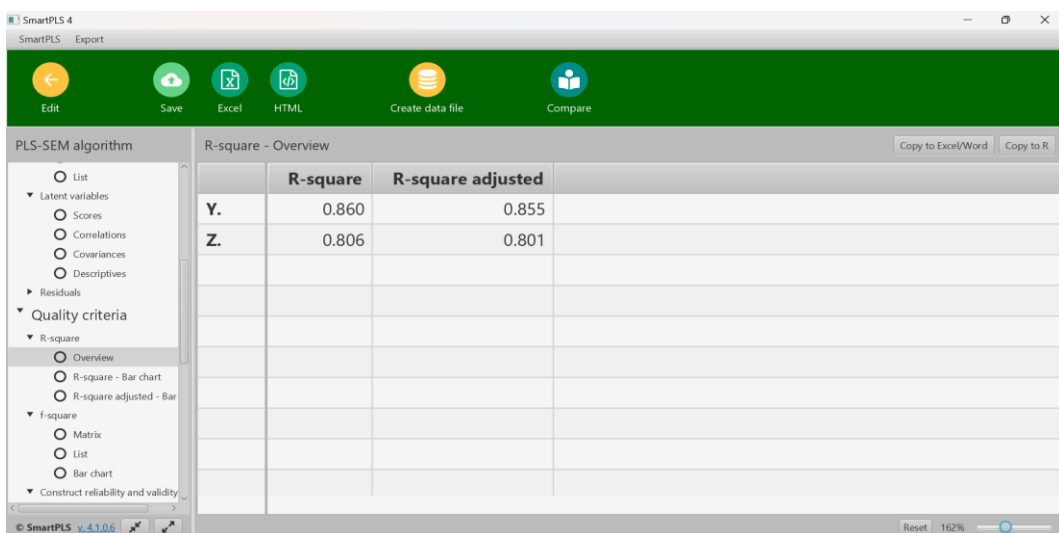 SmartPLS 4
SmartPLS Export
Edit Save Excel HTML Create data file Compare
PLS-SEM algorithm
List
Latent variables
Scores
Correlations
Covariances
Descriptives
Residuals
Quality criteria
R-square
Overview
R-square - Bar chart
R-square adjusted - Bar
f-square
Matrix
List
Bar chart
Construct reliability and validity
© SmartPLS v. 4.1.0.6
R-square - Overview Copy to Excel/Word Copy to R
R-square R-square adjusted
Y. 0.860 0.855
Z. 0.806 0.801
Reset 162%